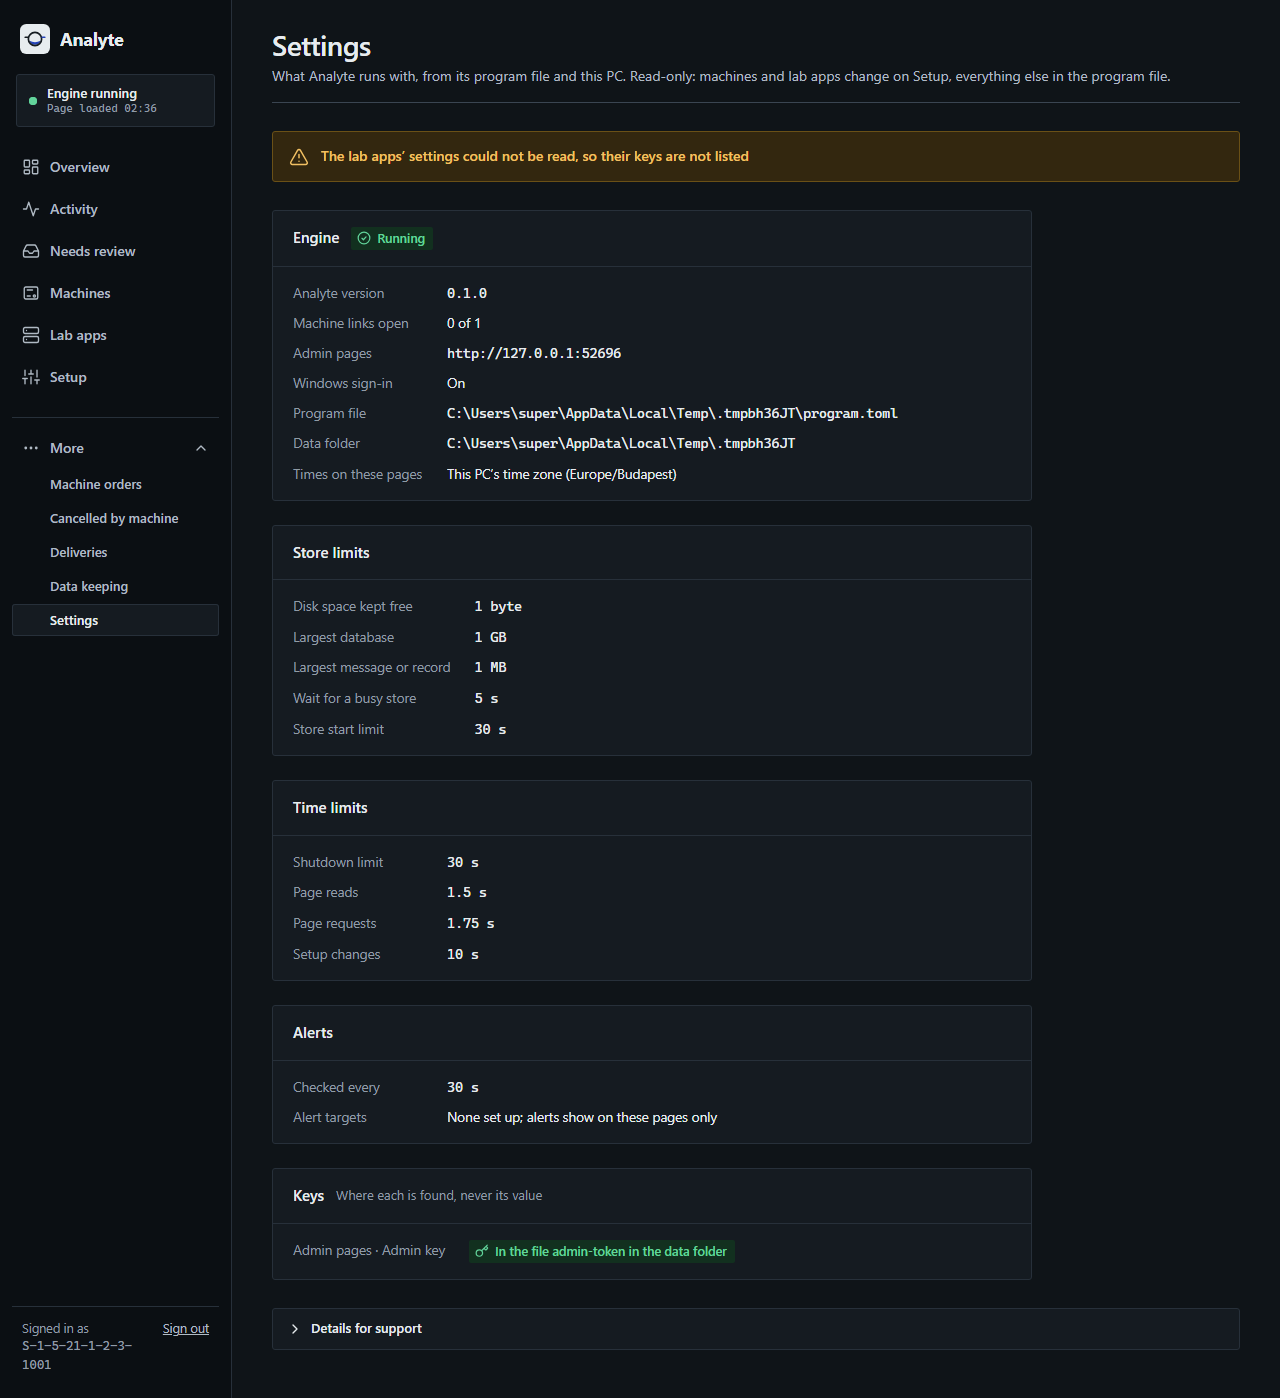 Analyte
Engine running
Page loaded 02:36
Overview
Activity
Needs review
Machines
Lab apps
Setup
More
Machine orders
Cancelled by machine
Deliveries
Data keeping
Settings
Signed in as
Sign out
S-1-5-21-1-2-3-
1001
Settings
What Analyte runs with, from its program file and this PC. Read-only: machines and lab apps change on Setup, everything else in the program file.
The lab apps’ settings could not be read, so their keys are not listed
Engine Running
Analyte version 0.1.0
Machine links open 0 of 1
Admin pages http://127.0.0.1:52696
Windows sign-in On
Program file C:\Users\super\AppData\Local\Temp\.tmpbh36JT\program.toml
Data folder C:\Users\super\AppData\Local\Temp\.tmpbh36JT
Times on these pages This PC’s time zone (Europe/Budapest)
Store limits
Disk space kept free 1 byte
Largest database 1 GB
Largest message or record 1 MB
Wait for a busy store 5 s
Store start limit 30 s
Time limits
Shutdown limit 30 s
Page reads 1.5 s
Page requests 1.75 s
Setup changes 10 s
Alerts
Checked every 30 s
Alert targets None set up; alerts show on these pages only
Keys Where each is found, never its value
Admin pages · Admin key In the file admin-token in the data folder
Details for support